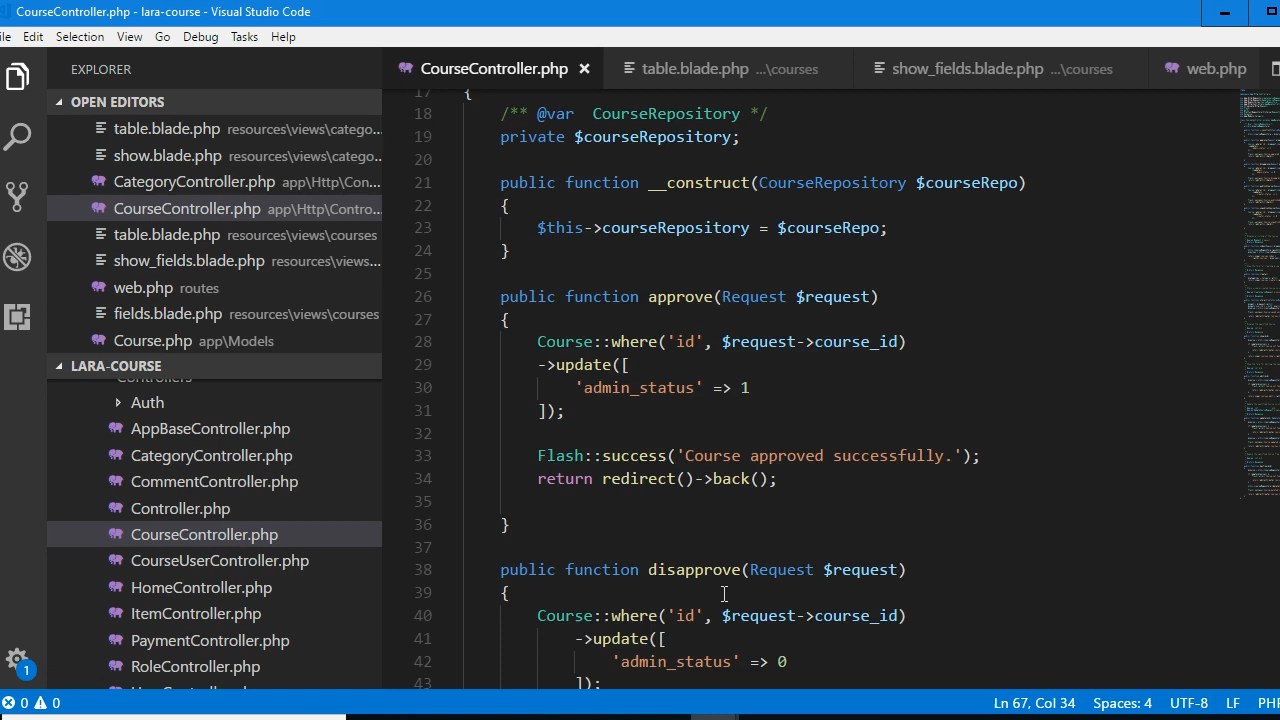 CourseController.php - lara-course - Visual Studio Code
ile Edit Selection View Go Debug Tasks Help
EXPLORER
OPEN EDITORS
table.blade.php resources\views\catego...
show.blade.php resources\views\catego...
CategoryController.php app\Http\Con...
CourseController.php app\Http\Contro...
table.blade.php resources\views\courses
show_fields.blade.php resources\views...
web.php routes
fields.blade.php resources\views\courses
Course.php app\Models
LARA-COURSE
Controllers
Auth
AppBaseController.php
CategoryController.php
CommentController.php
Controller.php
CourseController.php
CourseUserController.php
HomeController.php
ItemController.php
PaymentController.php
RoleController.php
CourseController.php table.blade.php ...\courses show_fields.blade.php ...\courses web.php
17 {
18 /** @var  CourseRepository */
19 private $courseRepository;
20
21 public function __construct(CourseRepository $courseRepo)
22 {
23 $this->courseRepository = $courseRepo;
24 }
25
26 public function approve(Request $request)
27 {
28 Course::where('id', $request->course_id)
29 ->update([
30 'admin_status' => 1
31 ]);
32
33 Flash::success('Course approved successfully.');
34 return redirect()->back();
35
36 }
37
38 public function disapprove(Request $request)
39 {
40 Course::where('id', $request->course_id)
41 ->update([
42 'admin_status' => 0
43 ]);
1
0 0 Ln 67, Col 34 Spaces: 4 UTF-8 LF PH